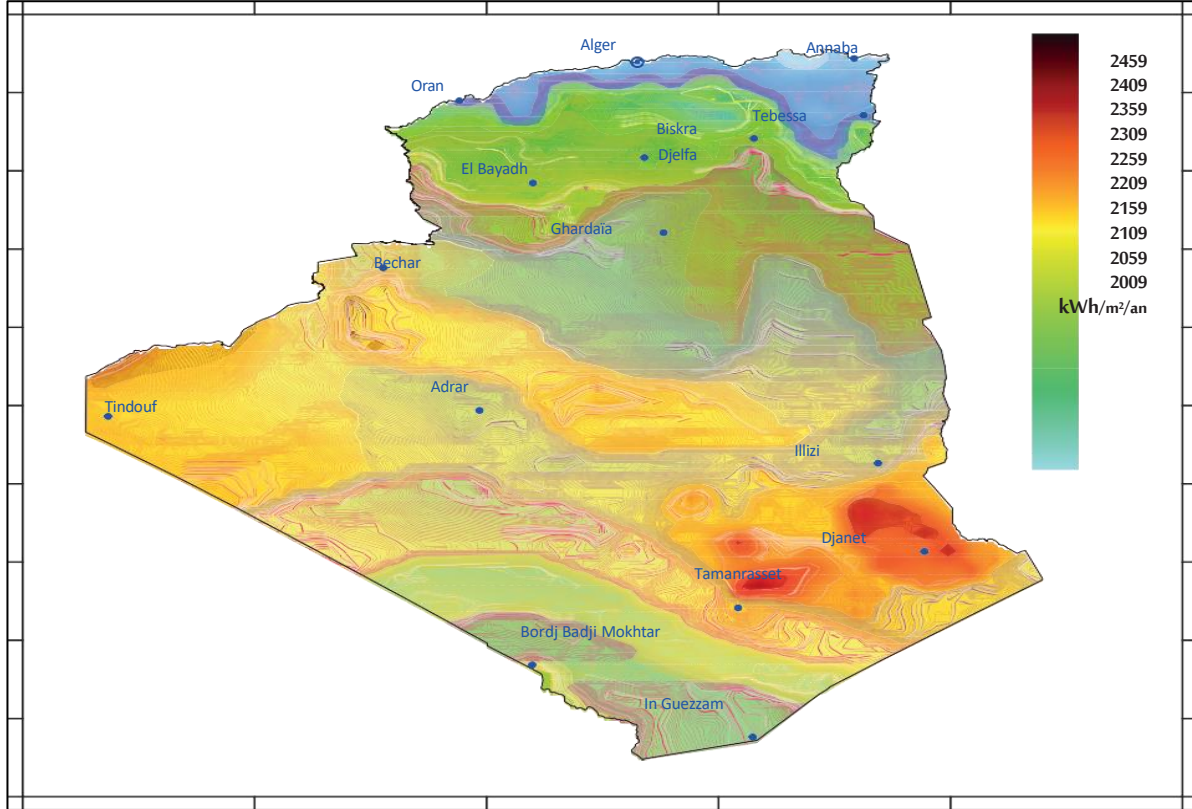 Alger
Annaba
Oran
Tebessa
Biskra
Djelfa
El Bayadh
Ghardaïa
Bechar
Adrar
Tindouf
Illizi
Djanet
Tamanrasset
Bordj Badji Mokhtar
In Guezzam
2459
2409
2359
2309
2259
2209
2159
2109
2059
2009
kWh/m²/an